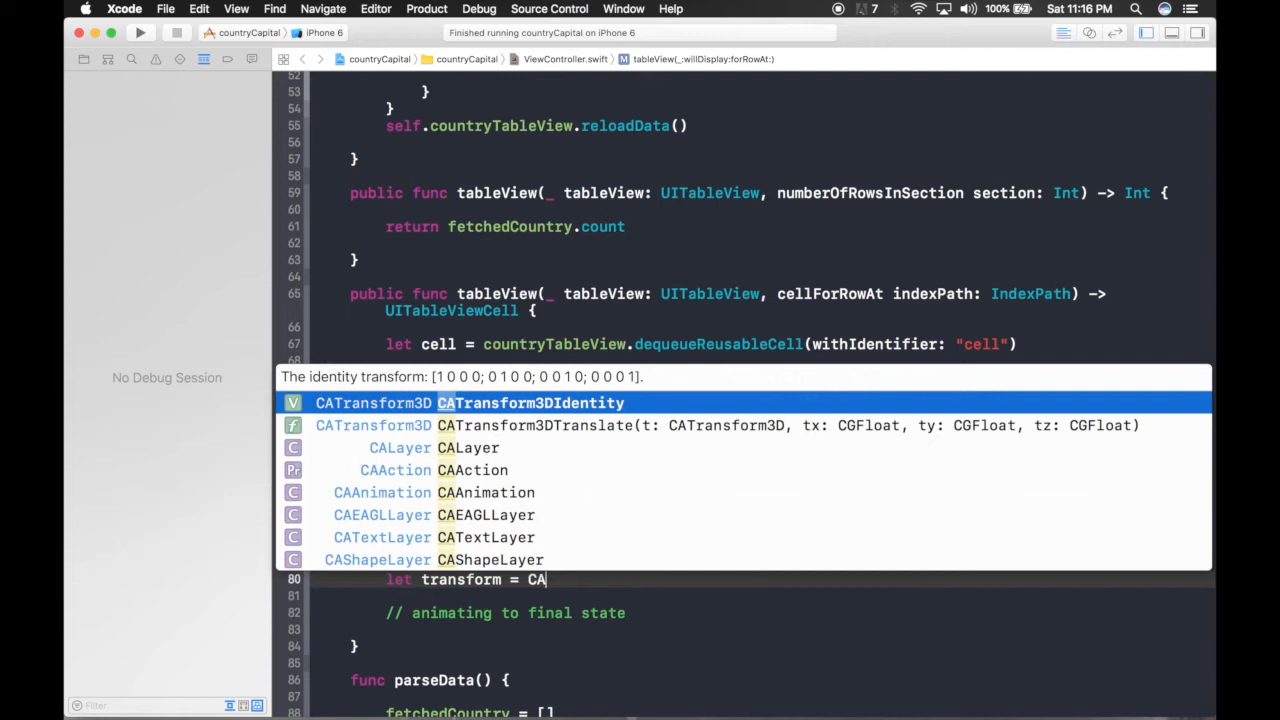 Xcode File Edit View Find Navigate Editor Product Debug Source Control Window Help 7 100% Sat 11:16 PM
countryCapital iPhone 6 Finished running countryCapital on iPhone 6
countryCapital countryCapital ViewController.swift M tableView(_:willDisplay:forRowAt:)
52
53 }
54 }
55 self.countryTableView.reloadData()
56
57 }
58
59 public func tableView(_ tableView: UITableView, numberOfRowsInSection section: Int) -> Int {
60
61 return fetchedCountry.count
62
63 }
64
65 public func tableView(_ tableView: UITableView, cellForRowAt indexPath: IndexPath) ->
UITableViewCell {
66
67 let cell = countryTableView.dequeueReusableCell(withIdentifier: "cell")
68
No Debug Session
The identity transform: [1 0 0 0; 0 1 0 0; 0 0 1 0; 0 0 0 1].
V CATransform3D CATransform3DIdentity
f CATransform3D CATransform3DTranslate(t: CATransform3D, tx: CGFloat, ty: CGFloat, tz: CGFloat)
C CALayer CALayer
Pr CAAction CAAction
C CAAnimation CAAnimation
C CAEAGLLayer CAEAGLLayer
C CATextLayer CATextLayer
C CAShapeLayer CAShapeLayer
80 let transform = CA
81
82 // animating to final state
83
84 }
85
86 func parseData() {
87
88 fetchedCountry = []
Filter